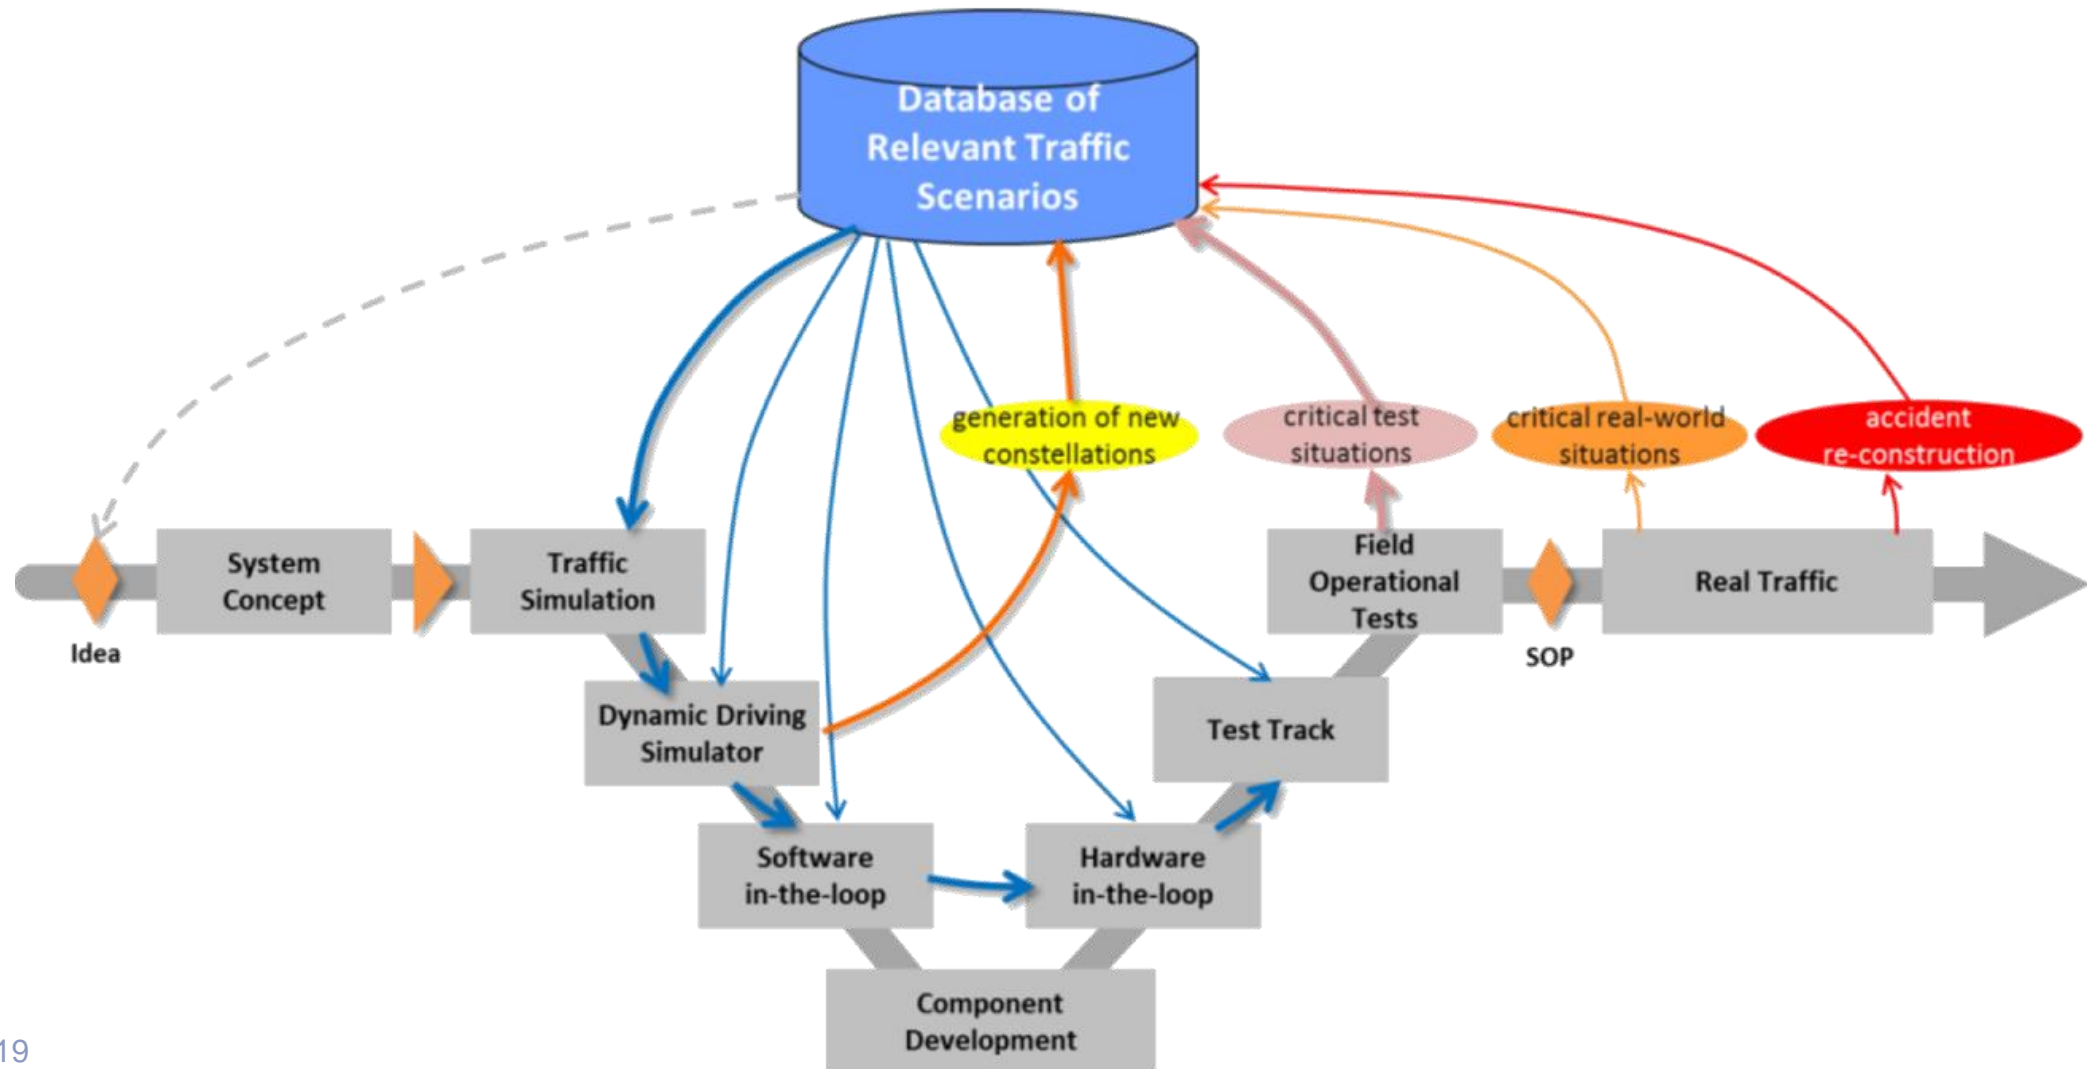 Database of
Relevant Traffic
Scenarios
generation of new
constellations
critical test
situations
critical real-world
situations
accident
re-construction
Idea
System
Concept
Traffic
Simulation
Dynamic Driving
Simulator
Software
in-the-loop
Component
Development
Hardware
in-the-loop
Test Track
Field
Operational
Tests
SOP
Real Traffic
19